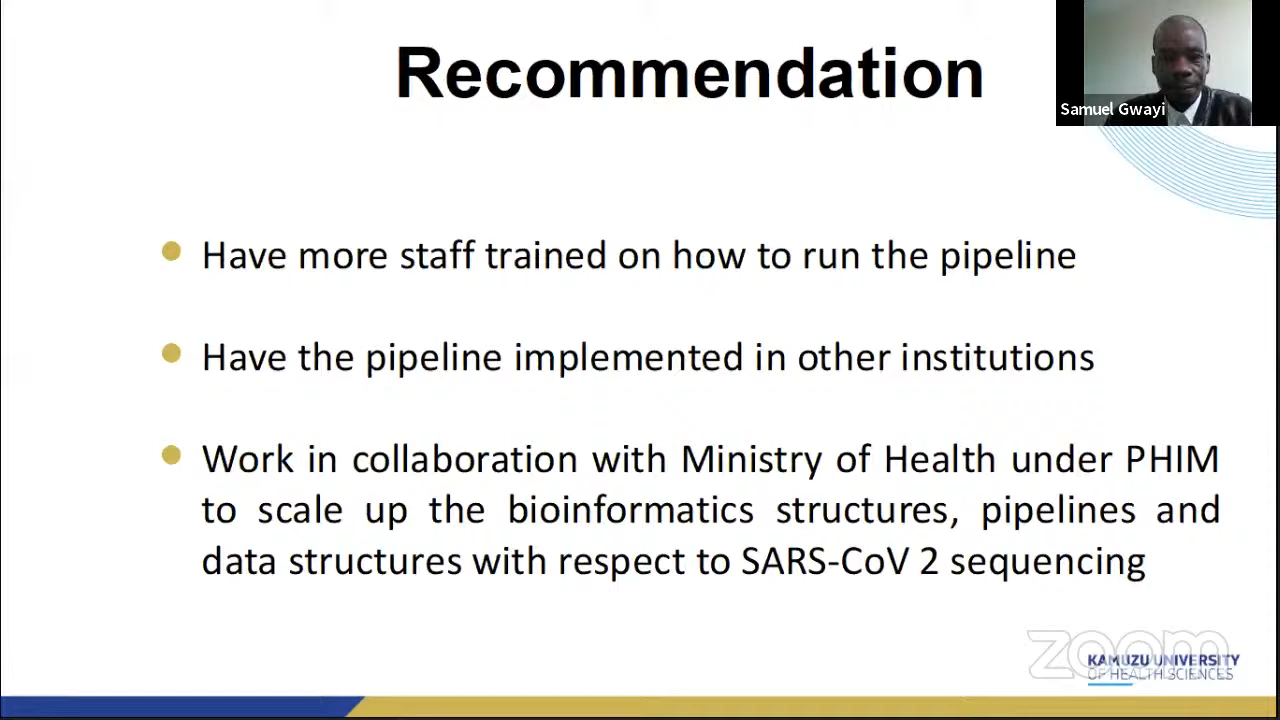 Recommendation
Samuel Gwayi
Have more staff trained on how to run the pipeline
Have the pipeline implemented in other institutions
Work in collaboration with Ministry of Health under PHIM
to scale up the bioinformatics structures, pipelines and
data structures with respect to SARS-CoV 2 sequencing
zoom
KAMUZU UNIVERSITY
OF HEALTH SCIENCES